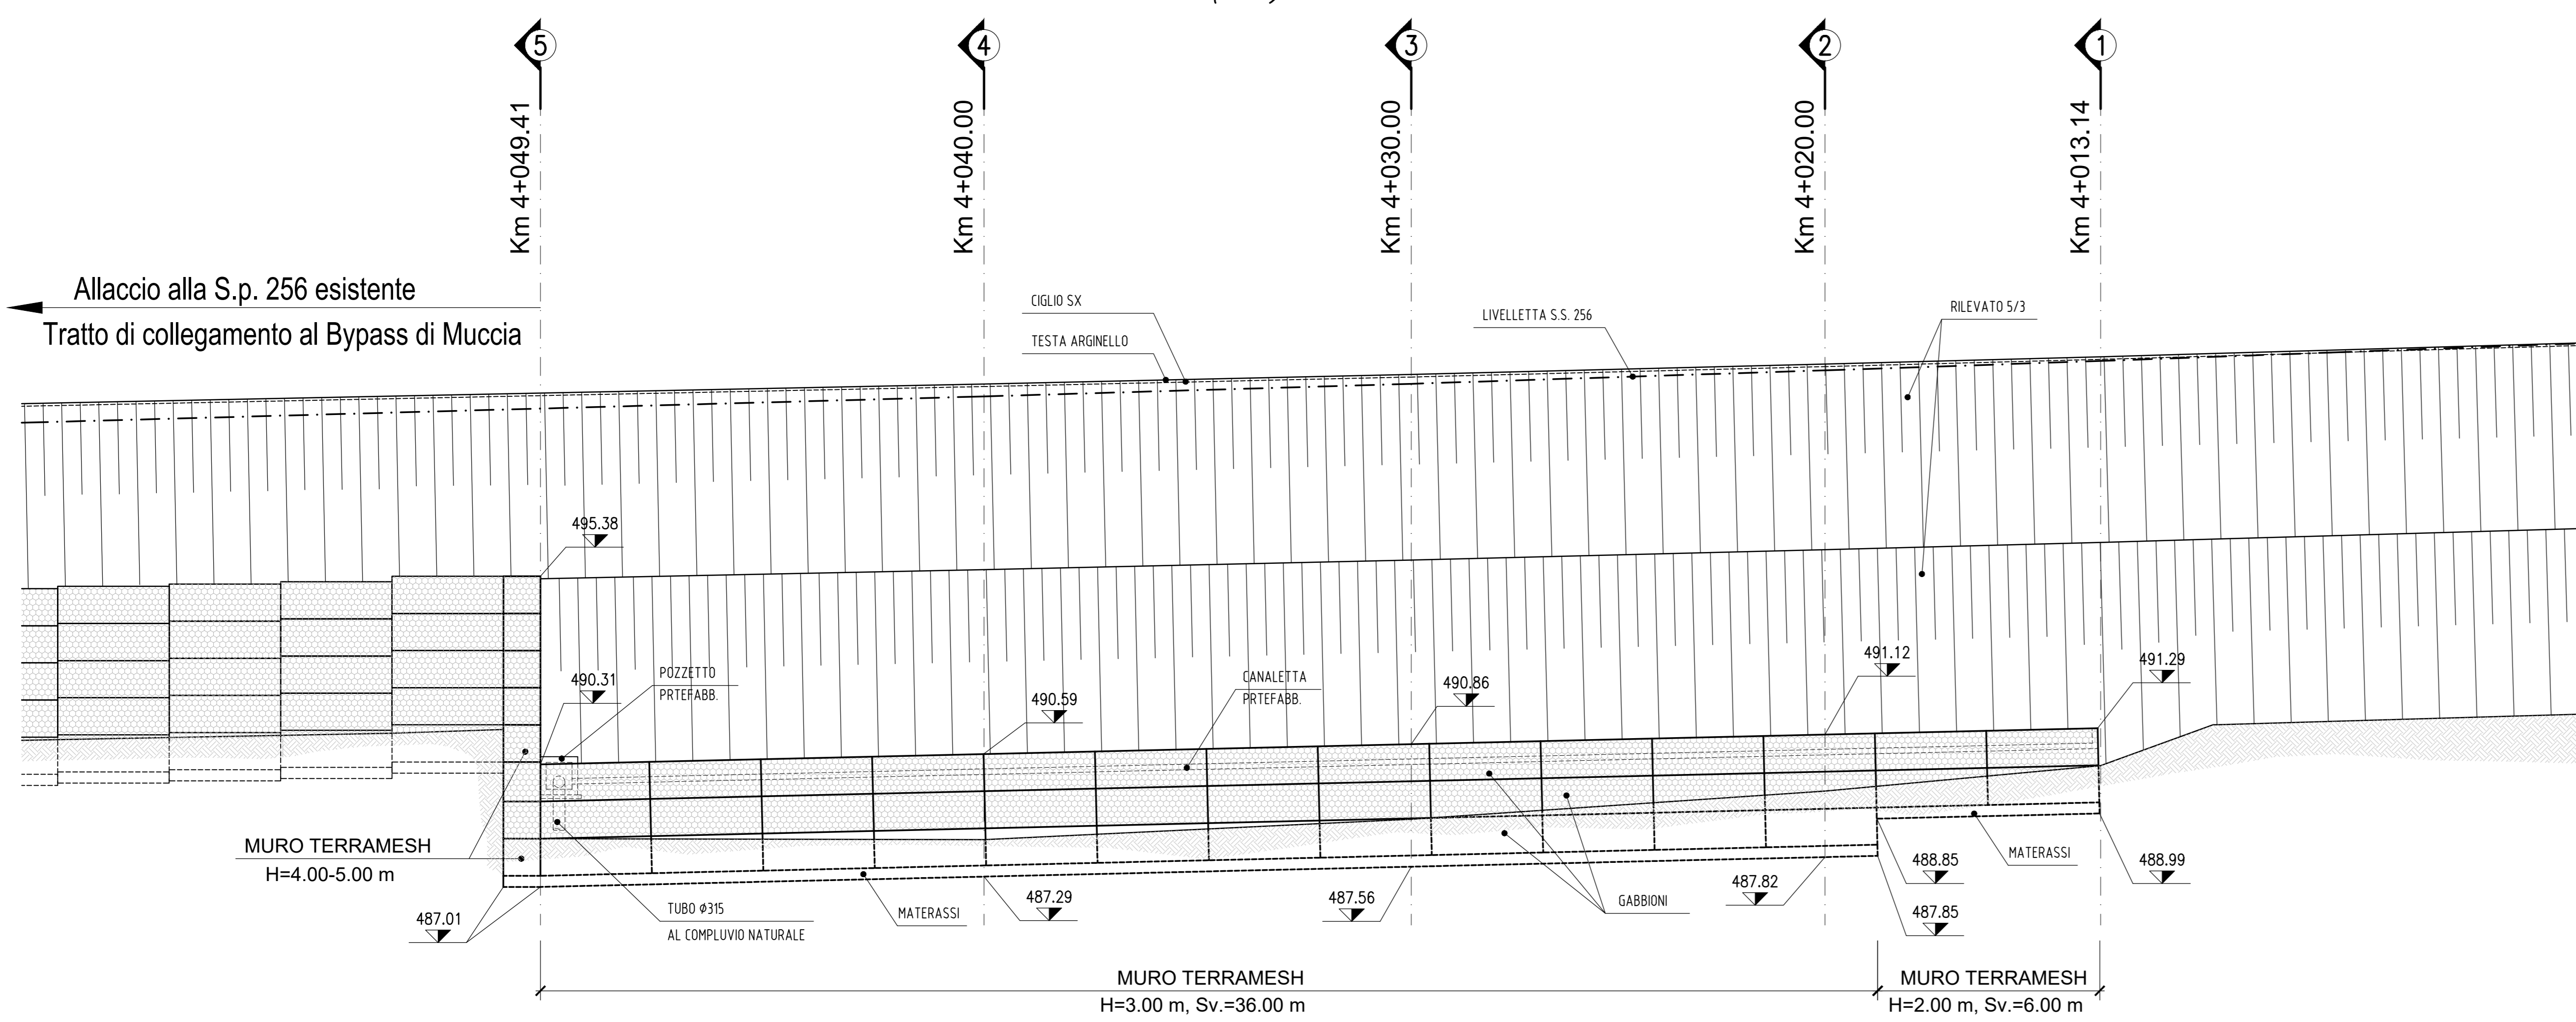 5
4
3
2
1
Km 4+049.41
Km 4+040.00
Km 4+030.00
Km 4+020.00
Km 4+013.14
Allaccio alla S.p. 256 esistente
Tratto di collegamento al Bypass di Muccia
CIGLIO SX
TESTA ARGINELLO
LIVELLETTA S.S. 256
RILEVATO 5/3
495.38
490.31
POZZETTO
PRTEFABB.
490.59
CANALETTA
PRTEFABB.
490.86
491.12
491.29
MURO TERRAMESH
H=4.00-5.00 m
487.01
TUBO Ø315
AL COMPLUVIO NATURALE
MATERASSI
487.29
487.56
GABBIONI
487.82
488.85
487.85
MATERASSI
488.99
MURO TERRAMESH
H=3.00 m, Sv.=36.00 m
MURO TERRAMESH
H=2.00 m, Sv.=6.00 m